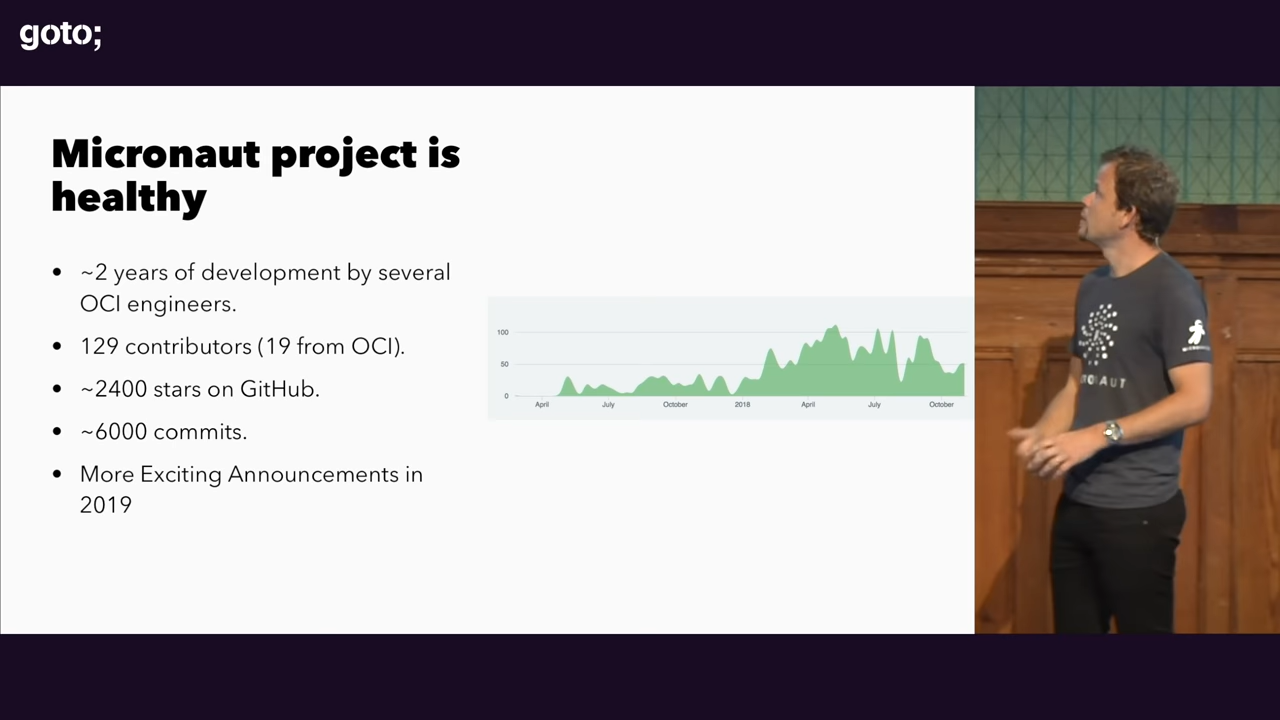 goto;
Micronaut project is
healthy
• ~2 years of development by several
OCI engineers.
• 129 contributors (19 from OCI).
• ~2400 stars on GitHub.
• ~6000 commits.
• More Exciting Announcements in
2019
100
50
0
April July October 2018 April July October